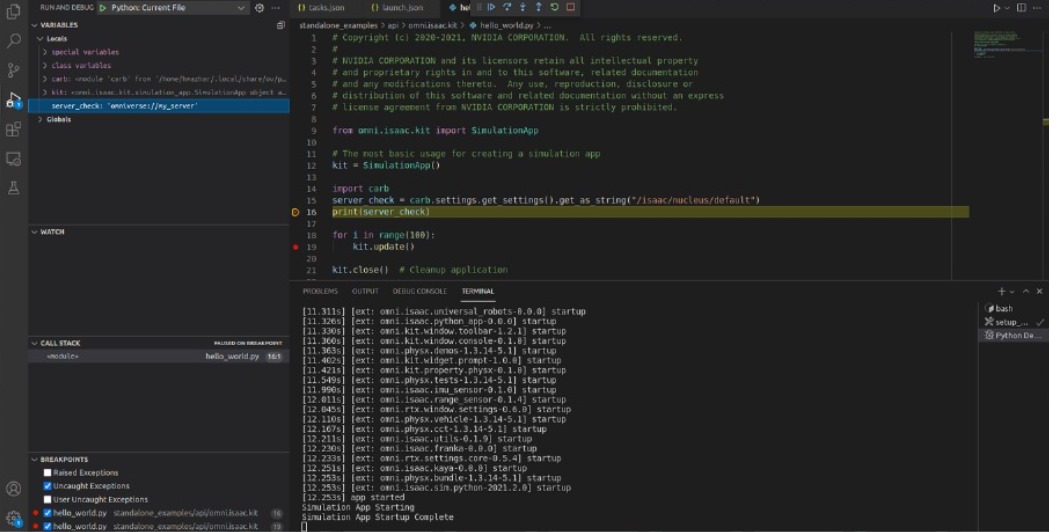 RUN AND DEBUG Python: Current File
VARIABLES
Locals
special variables
class variables
carb: <module 'carb' from '/home/
kit: <omni.isaac.kit.simulation_app.SimulationApp object a…
server_check: 'omniverse://my_server'
Globals
WATCH
CALL STACK PAUSED ON BREAKPOINT
<module> hello_world.py 16:1
BREAKPOINTS
Raised Exceptions
Uncaught Exceptions
User Uncaught Exceptions
hello_world.py standalone_examples/api/omni.isaac.kit 16
hello_world.py standalone_examples/api/omni.isaac.kit 19
tasks.json launch.json hel
standalone_examples > api > omni.isaac.kit > hello_world.py > ...
1 # Copyright (c) 2020-2021, NVIDIA CORPORATION. All rights reserved.
2 #
3 # NVIDIA CORPORATION and its licensors retain all intellectual property
4 # and proprietary rights in and to this software, related documentation
5 # and any modifications thereto. Any use, reproduction, disclosure or
6 # distribution of this software and related documentation without an express
7 # license agreement from NVIDIA CORPORATION is strictly prohibited.
8
9 from omni.isaac.kit import SimulationApp
10
11 # The most basic usage for creating a simulation app
12 kit = SimulationApp()
13
14 import carb
15 server_check = carb.settings.get_settings().get_as_string("/isaac/nucleus/default")
16 print(server_check)
17
18 for i in range(100):
19 kit.update()
20
21 kit.close() # Cleanup application
PROBLEMS OUTPUT DEBUG CONSOLE TERMINAL
[11.311s] [ext: omni.isaac.universal_robots-0.0.0] startup
[11.326s] [ext: omni.isaac.python_app-0.0.0] startup
[11.330s] [ext: omni.kit.window.toolbar-1.2.1] startup
[11.360s] [ext: omni.kit.window.console-0.1.8] startup
[11.363s] [ext: omni.physx.demos-1.3.14-5.1] startup
[11.402s] [ext: omni.kit.widget.prompt-1.0.0] startup
[11.421s] [ext: omni.kit.property.physx-0.1.0] startup
[11.549s] [ext: omni.physx.tests-1.3.14-5.1] startup
[11.990s] [ext: omni.isaac.imu_sensor-0.1.0] startup
[12.011s] [ext: omni.isaac.range_sensor-0.1.4] startup
[12.045s] [ext: omni.rtx.window.settings-0.6.0] startup
[12.110s] [ext: omni.physx.vehicle-1.3.14-5.1] startup
[12.167s] [ext: omni.physx.cct-1.3.14-5.1] startup
[12.211s] [ext: omni.isaac.utils-0.1.9] startup
[12.230s] [ext: omni.isaac.franka-0.0.0] startup
[12.233s] [ext: omni.rtx.settings.core-0.5.4] startup
[12.251s] [ext: omni.isaac.kaya-0.0.0] startup
[12.253s] [ext: omni.physx.bundle-1.3.14-5.1] startup
[12.253s] [ext: omni.isaac.sim.python-2021.2.0] startup
[12.253s] app started
Simulation App Starting
Simulation App Startup Complete
bash
setup_...
Python De...